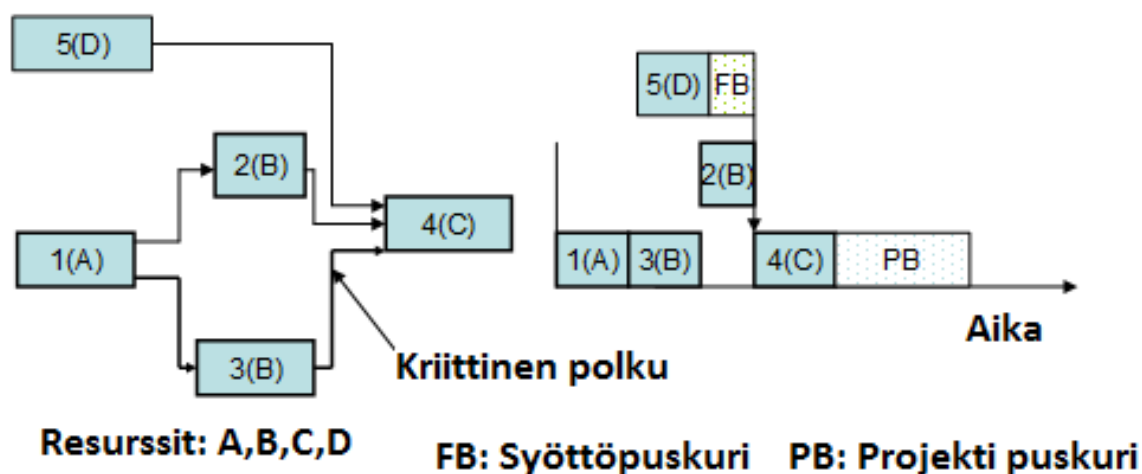 5(D)
2(B)
4(C)
1(A)
3(B)
Kriittinen polku
5(D) FB
2(B)
1(A) 3(B) 4(C) PB
Aika
Resurssit: A,B,C,D
FB: Syöttöpuskuri PB: Projekti puskuri